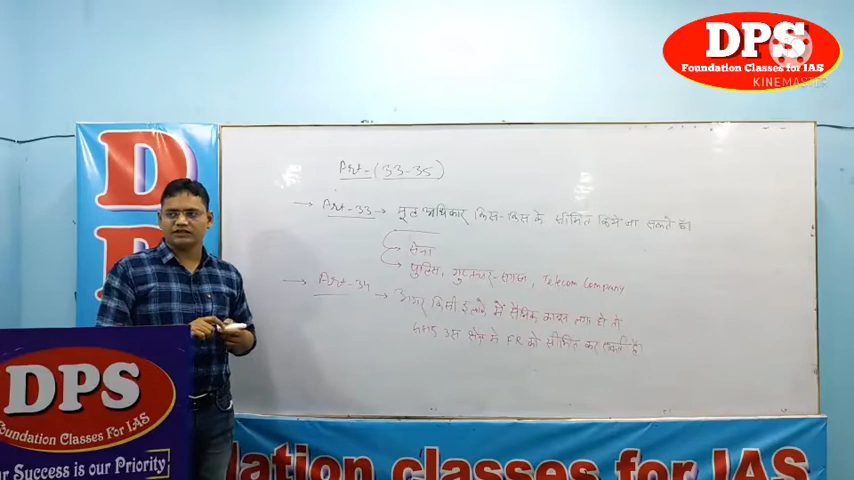 DPS
Foundation Classes for IAS
KINEMASTER
D
D
Art - (33-35)
→ Art-33 → मूल अधिकार किस-किस के सीमित किये जा सकते हैं।
→ सेना
→ पुलिस, गुप्तचर-संगठन, Telecom Company
→ Art-34 → अगर किसी इलाके में सैनिक कानून लगा हो तो
उस क्षेत्र में FR को सीमित कर सकती है।
DPS
Foundation Classes for IAS
r Success is our Priority
dation classes for IAS